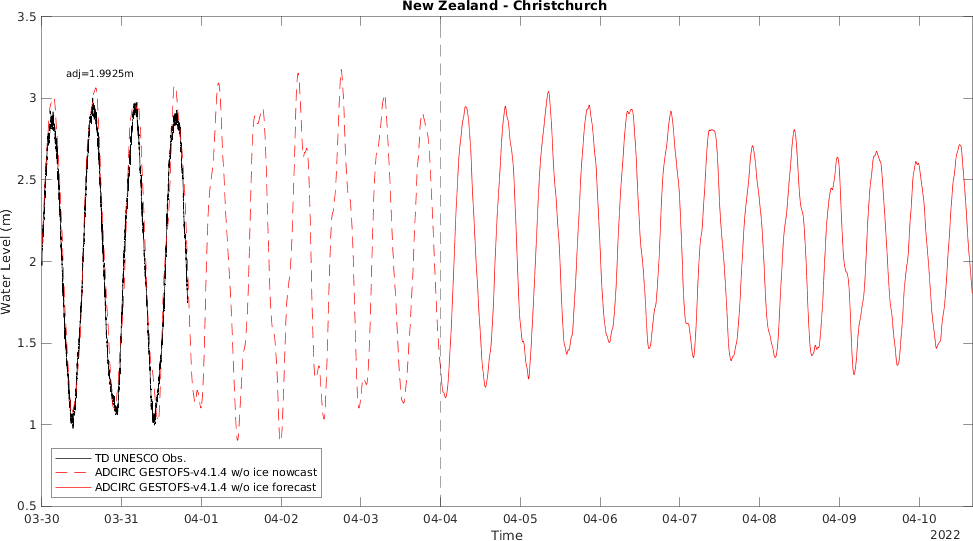 New Zealand - Christchurch
3.5
adj=1.9925m
3
2.5
2
Water Level (m)
1.5
1
TD UNESCO Obs.
ADCIRC GESTOFS-v4.1.4 w/o ice nowcast
ADCIRC GESTOFS-v4.1.4 w/o ice forecast
0.5
03-30 03-31 04-01 04-02 04-03 04-04 04-05 04-06 04-07 04-08 04-09 04-10
Time
2022